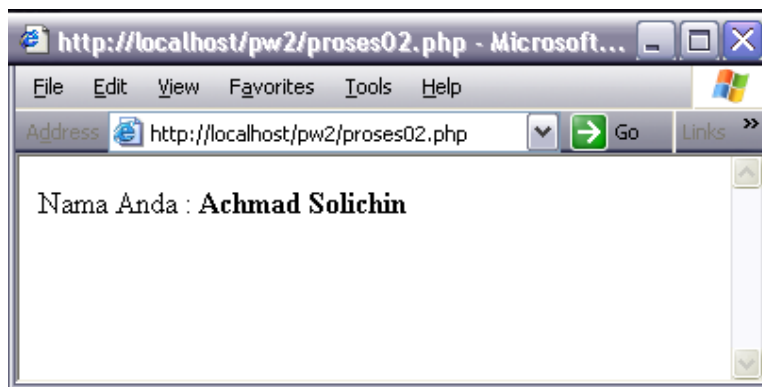 http://localhost/pw2/proses02.php - Microsoft...
File Edit View Favorites Tools Help
Address http://localhost/pw2/proses02.php Go Links »
Nama Anda : Achmad Solichin